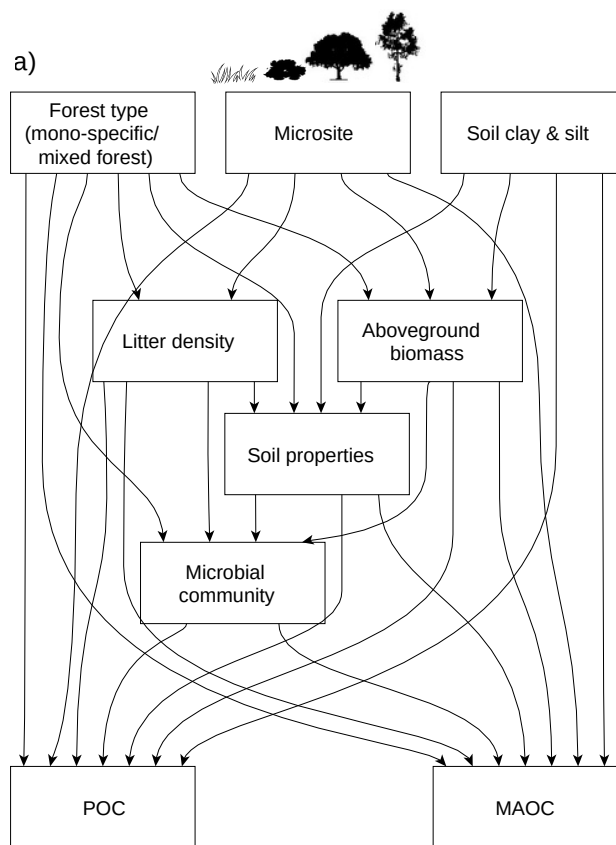 a)
Forest type
(mono-specific/
mixed forest)
Microsite
Soil clay & silt
Litter density
Aboveground
biomass
Soil properties
Microbial
community
POC
MAOC